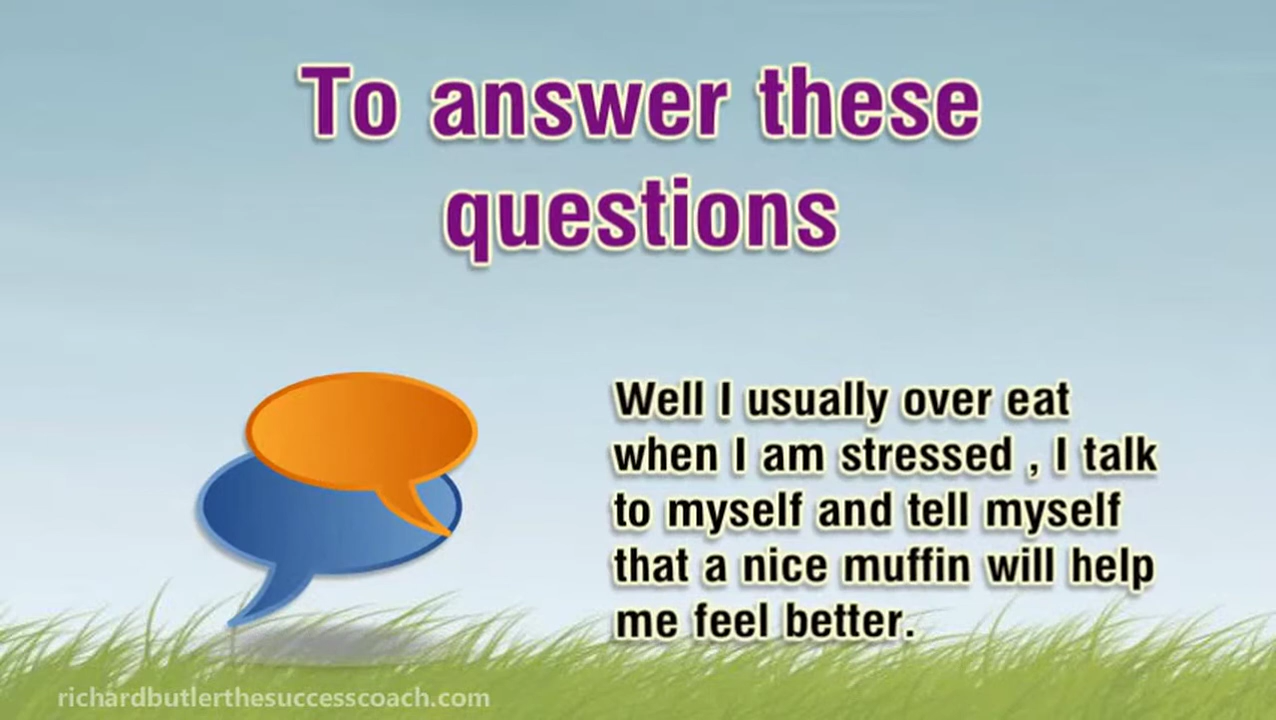 To answer these
questions
Well I usually over eat
when I am stressed , I talk
to myself and tell myself
that a nice muffin will help
me feel better.
richardbutlerthesuccesscoach.com